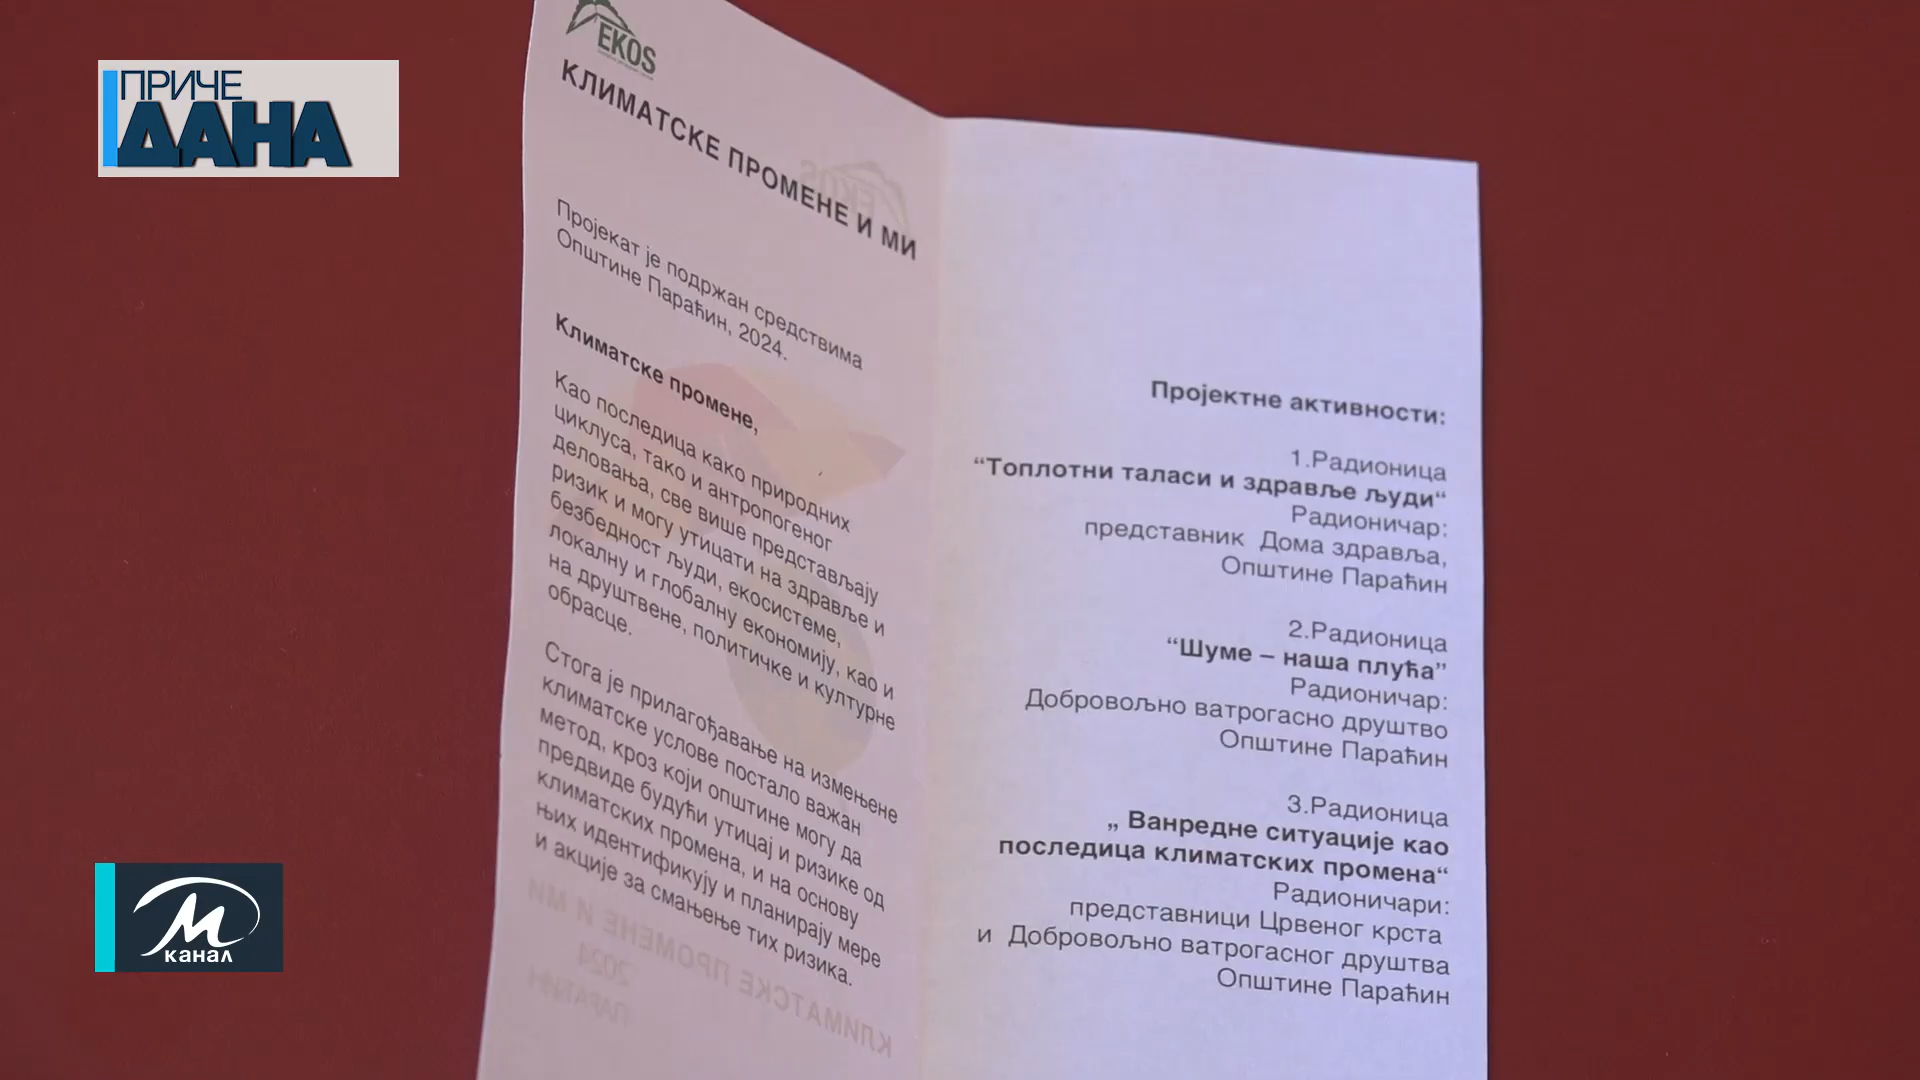 ПРИЧЕ
ДАНА
EKOS
КЛИМАТСКЕ ПРОМЕНЕ И МИ
Пројекат је подржан средствима
Општине Параћин, 2024.
Климатске промене,
Као последица како природних
циклуса, тако и антропогеног
деловања, све више представљају
ризик и могу утицати на здравље и
безбедност људи, екосистеме,
локалну и глобалну економију, као и
на друштвене, политичке и културне
обрасце.
Стога је прилагођавање на измењене
климатске услове постало важан
метод, кроз који општине могу да
предвиде будући утицај и ризике од
климатских промена, и на основу
њих идентификују и планирају мере
и акције за смањење тих ризика.
Пројектне активности:
1.Радионица
“Топлотни таласи и здравље људи“
Радионичар:
представник Дома здравља,
Општине Параћин
2.Радионица
“Шуме – наша плућа”
Радионичар:
Добровољно ватрогасно друштво
Општине Параћин
3.Радионица
„ Ванредне ситуације као
последица климатских промена“
Радионичари:
представници Црвеног крста
и Добровољно ватрогасног друштва
Општине Параћин
КЛИМАТСКЕ ПРОМЕНЕ И МИ
2024
ПАРАЋИН
М
канал